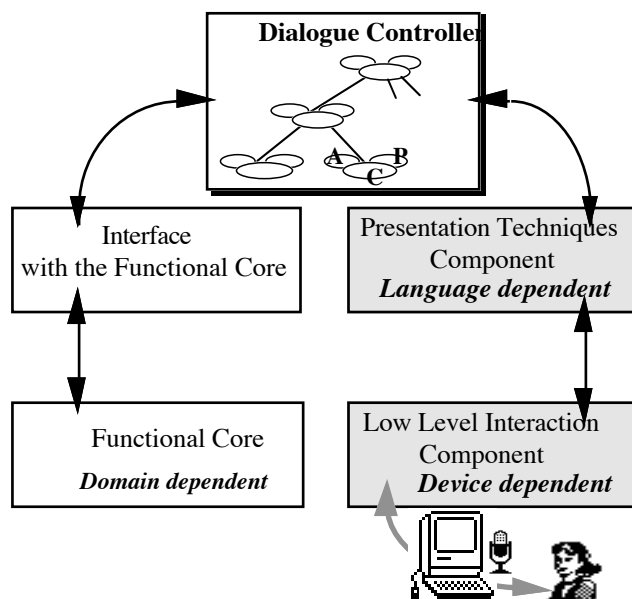 Dialogue Controller
A
P
C
Interface
with the Functional Core
Presentation Techniques
Component
Language dependent
Functional Core
Domain dependent
Low Level Interaction
Component
Device dependent